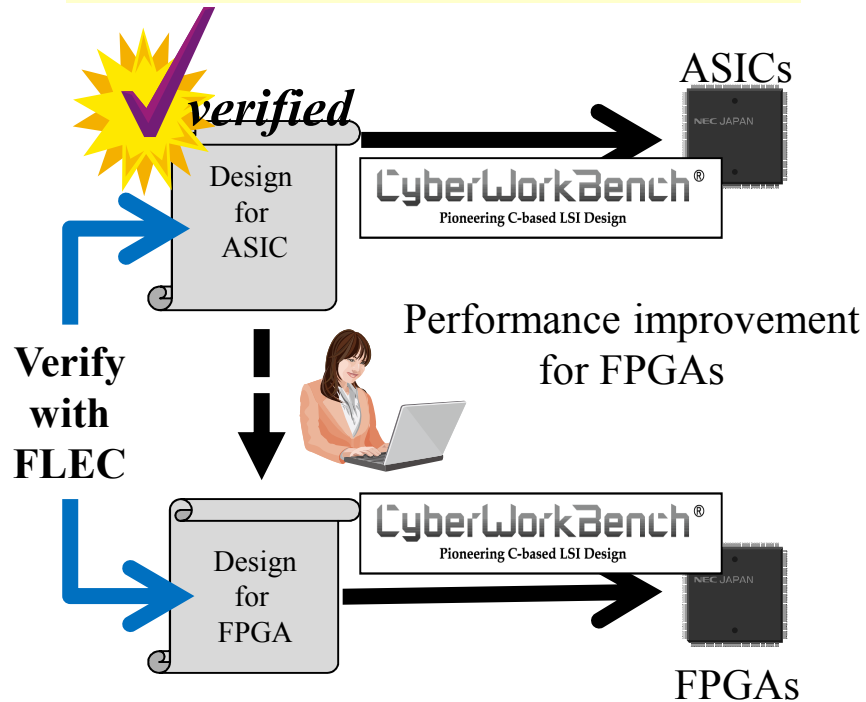 ASICs
verified
NEC JAPAN
Design
for
ASIC
CyberWorkBench®
Pioneering C-based LSI Design
Performance improvement
for FPGAs
Verify
with
FLEC
CyberWorkBench®
Pioneering C-based LSI Design
Design
for
FPGA
NEC JAPAN
FPGAs